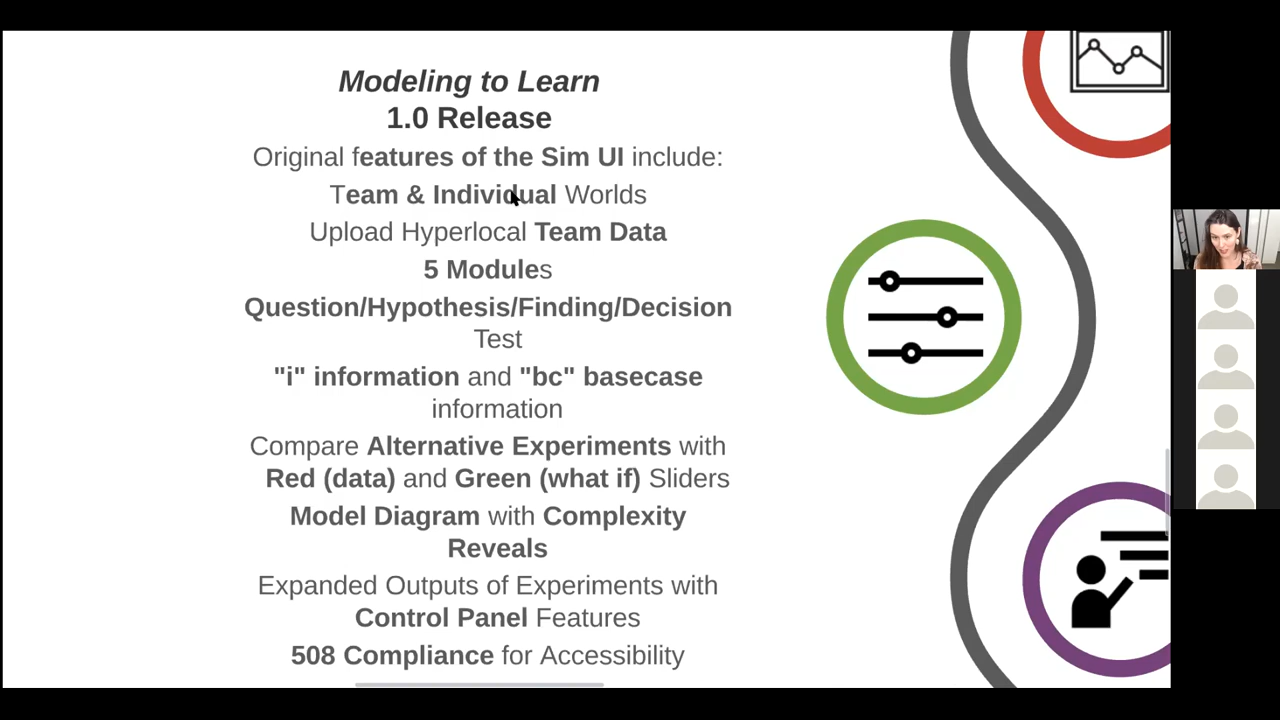 Modeling to Learn
1.0 Release
Original features of the Sim UI include:
Team & Individual Worlds
Upload Hyperlocal Team Data
5 Modules
Question/Hypothesis/Finding/Decision
Test
"i" information and "bc" basecase
information
Compare Alternative Experiments with
Red (data) and Green (what if) Sliders
Model Diagram with Complexity
Reveals
Expanded Outputs of Experiments with
Control Panel Features
508 Compliance for Accessibility